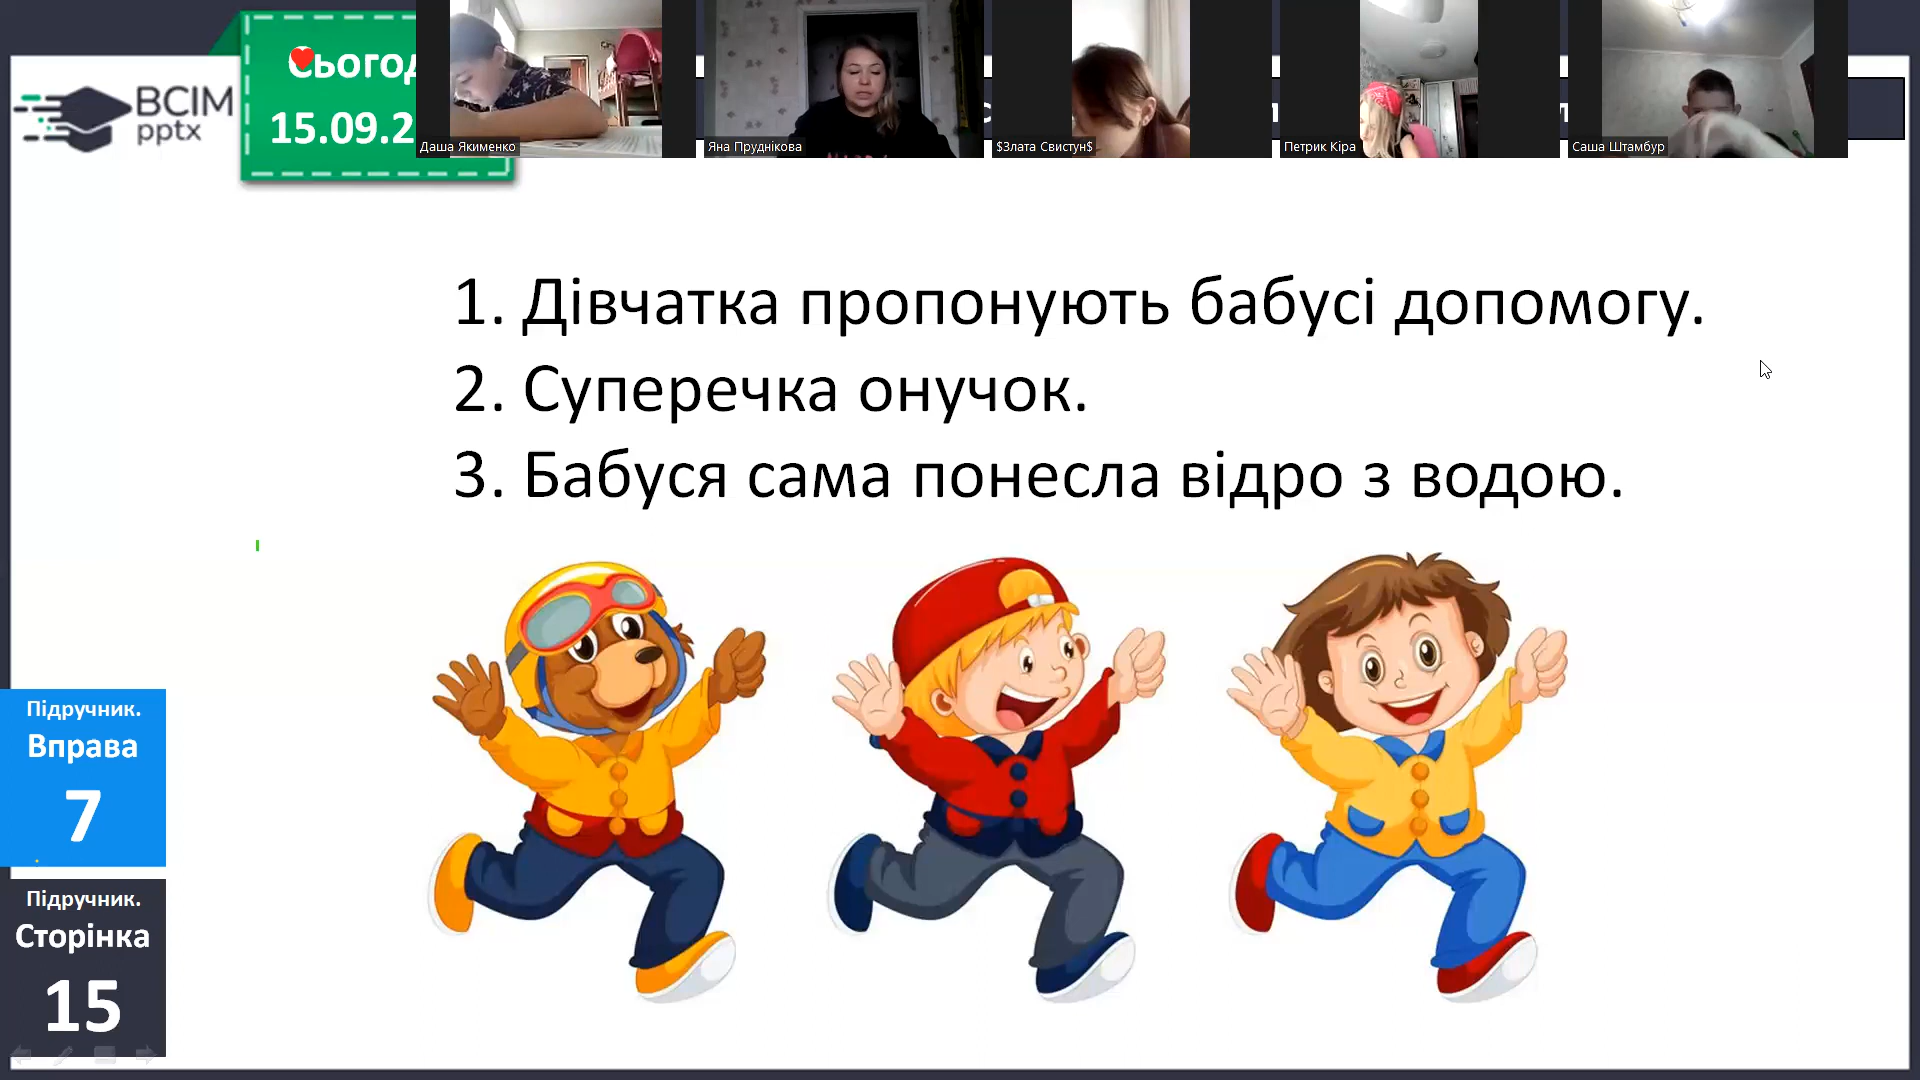 Сьогод
15.09.2
ВСІМ
pptx
Даша Якименко
Яна Пруднікова
$Злата Свистун$
Петрик Кіра
Саша Штамбур
1. Дівчатка пропонують бабусі допомогу.
2. Суперечка онучок.
3. Бабуся сама понесла відро з водою.
Підручник.
Вправа
7
Підручник.
Сторінка
15